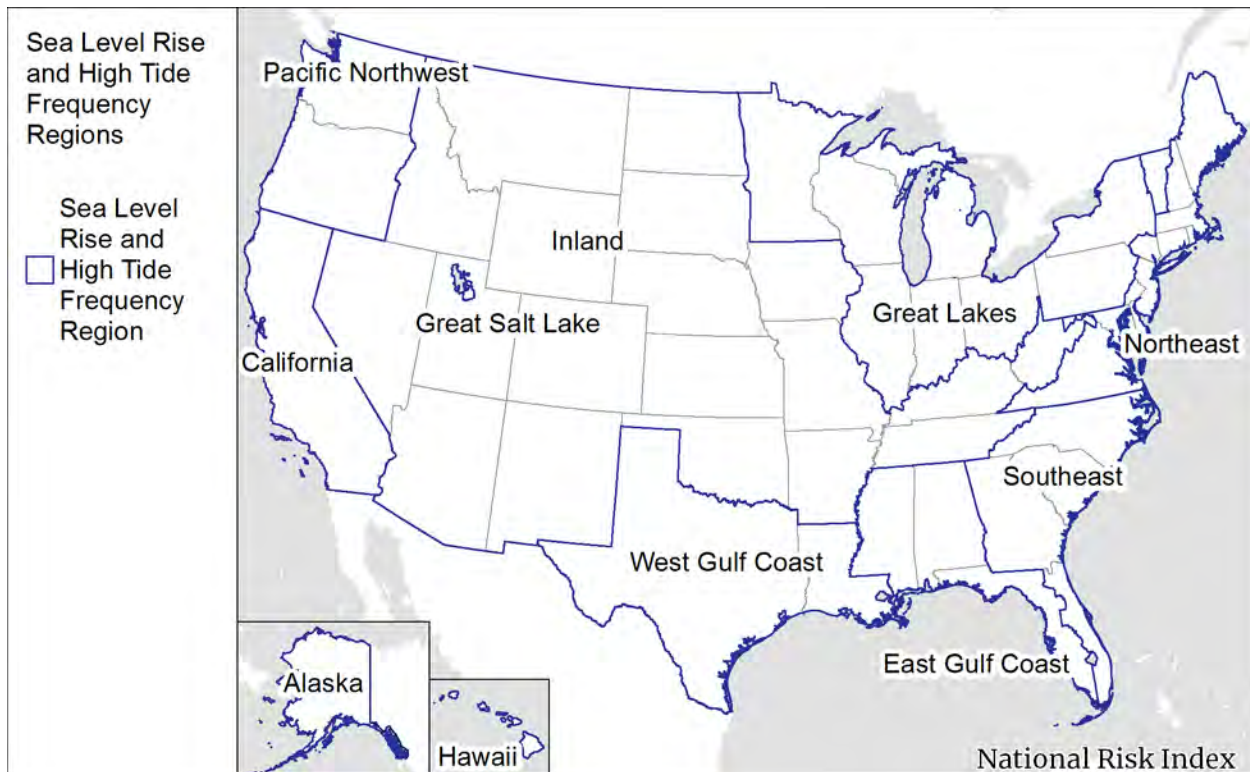 Sea Level Rise
and High Tide
Frequency
Regions
Sea Level
Rise and
High Tide
Frequency
Region
Pacific Northwest
Inland
Great Salt Lake
Great Lakes
Northeast
California
Southeast
West Gulf Coast
East Gulf Coast
Alaska
Hawaii
National Risk Index